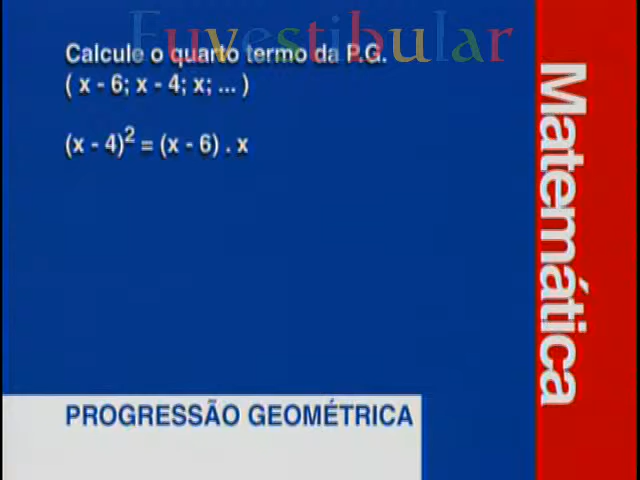 Fuvestibular
Calcule o quarto termo da P.G.
( x - 6; x - 4; x; ... )
(x - 4)² = (x - 6) . x
Matemática
PROGRESSÃO GEOMÉTRICA